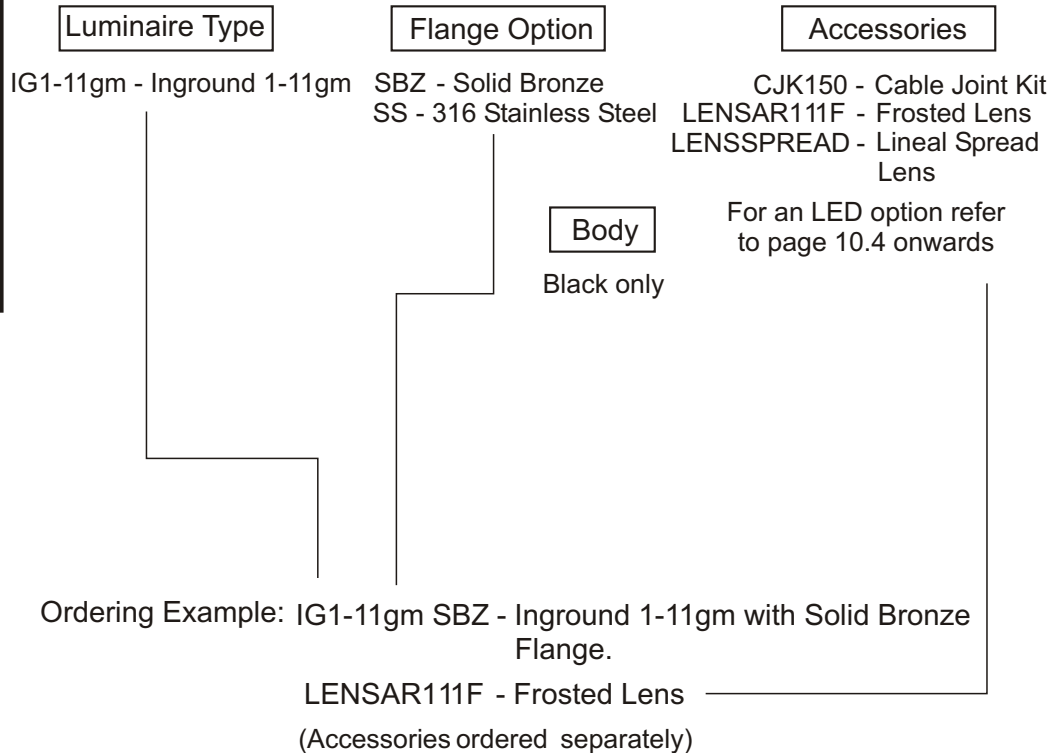 Luminaire Type
IG1-11gm - Inground 1-11gm
Flange Option
SBZ - Solid Bronze
SS - 316 Stainless Steel
Accessories
CJK150 - Cable Joint Kit
LENSAR111F - Frosted Lens
LENSSPREAD - Lineal Spread
Lens
For an LED option refer
to page 10.4 onwards
Body
Black only
Ordering Example: IG1-11gm SBZ - Inground 1-11gm with Solid Bronze
Flange.
LENSAR111F - Frosted Lens
(Accessories ordered separately)